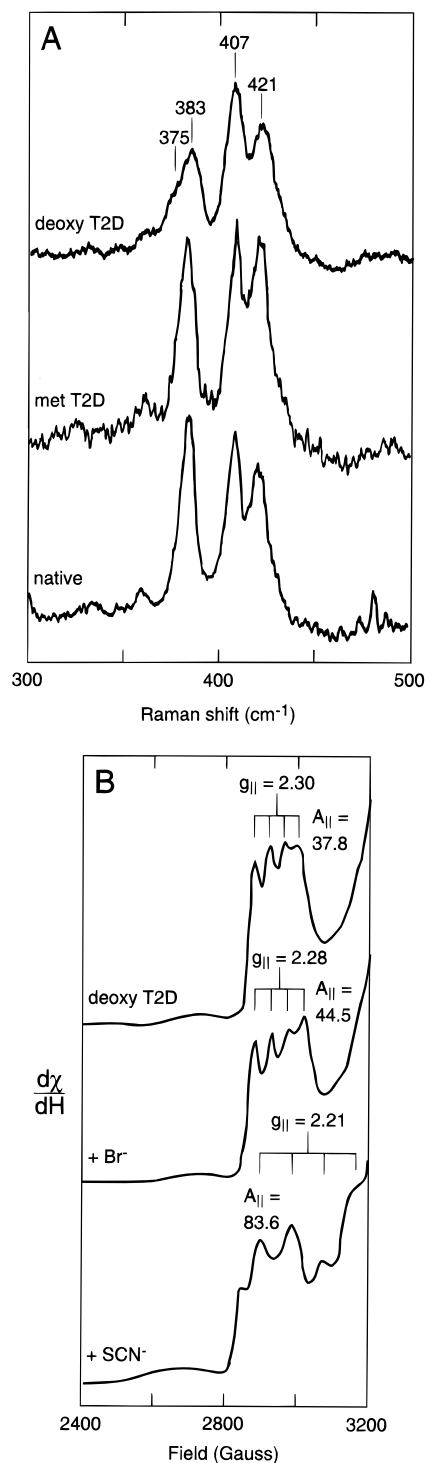 A
407
421
383
375
deoxy T2D
met T2D
native
300 400 500
Raman shift (cm⁻¹)
B
g|| = 2.30
A|| =
37.8
deoxy T2D
g|| = 2.28
A|| =
44.5
dχ
dH
g|| = 2.21
+ Br⁻
A|| =
83.6
+ SCN⁻
2400 2800 3200
Field (Gauss)